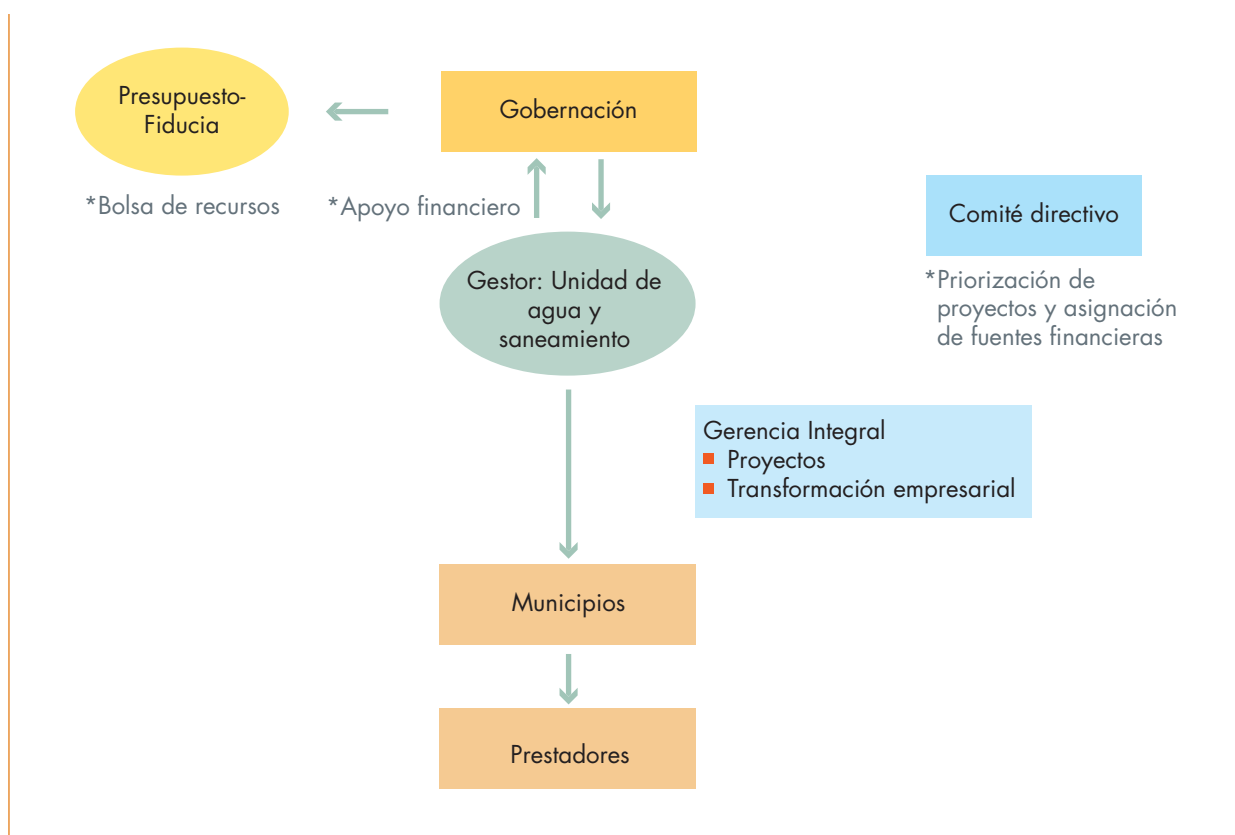 Presupuesto-
Fiducia
Gobernación
*Bolsa de recursos
*Apoyo financiero
Comité directivo
*Priorización de
proyectos y asignación
de fuentes financieras
Gestor: Unidad de
agua y
saneamiento
Gerencia Integral
Proyectos
Transformación empresarial
Municipios
Prestadores